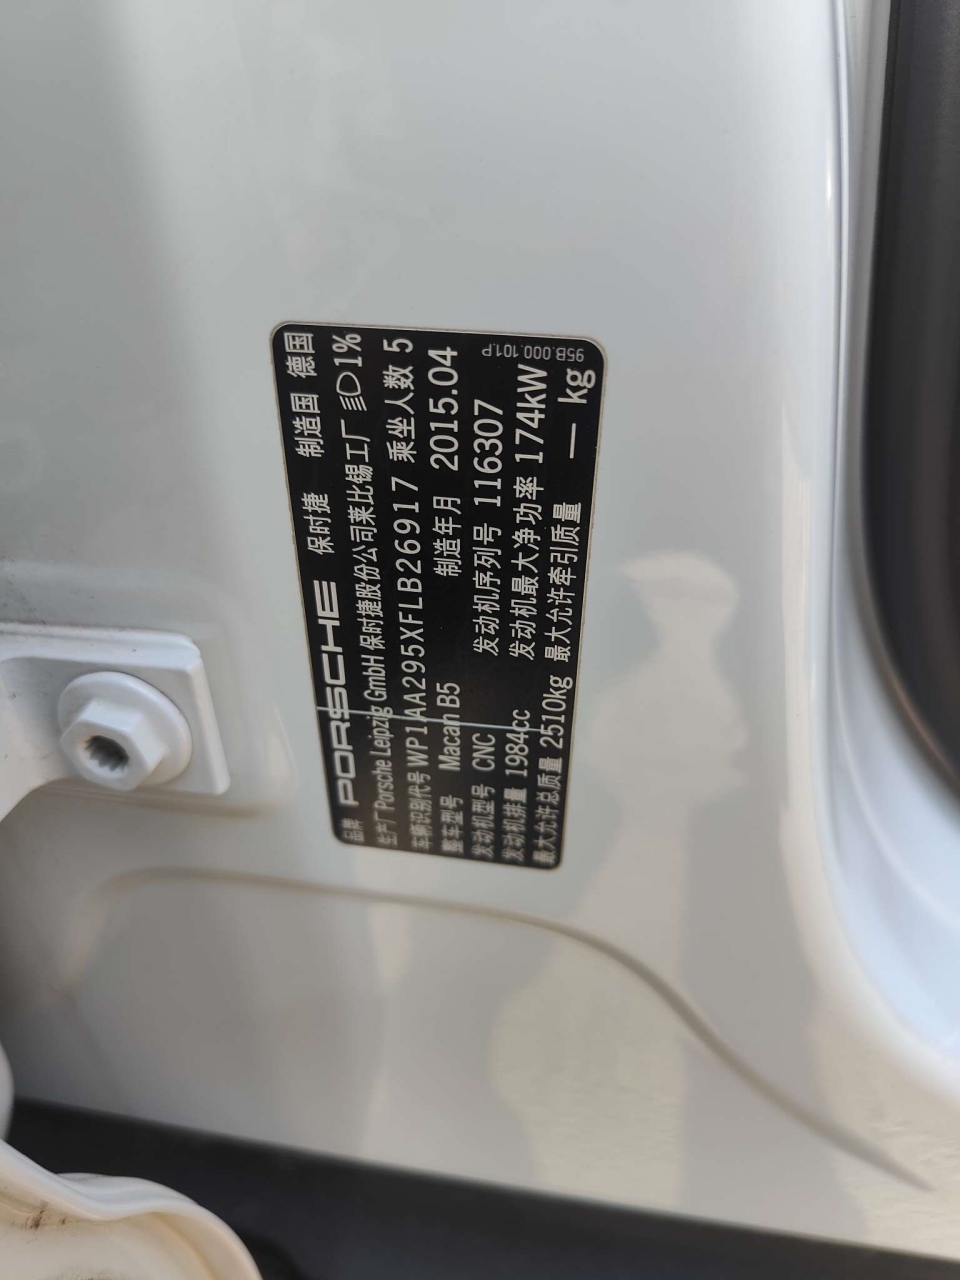 品牌 PORSCHE 保时捷 制造国 德国
生产厂 Porsche Leipzig GmbH 保时捷股份公司莱比锡工厂 1%
车辆识别代号 WP1AA295XFLB26917 乘坐人数 5
整车型号 Macan B5 制造年月 2015.04
发动机型号 CNC 发动机序列号 116307
发动机排量 1984cc 发动机最大净功率 174kW
最大允许总质量 2510kg 最大允许牵引质量 — kg
95B.000.101.P